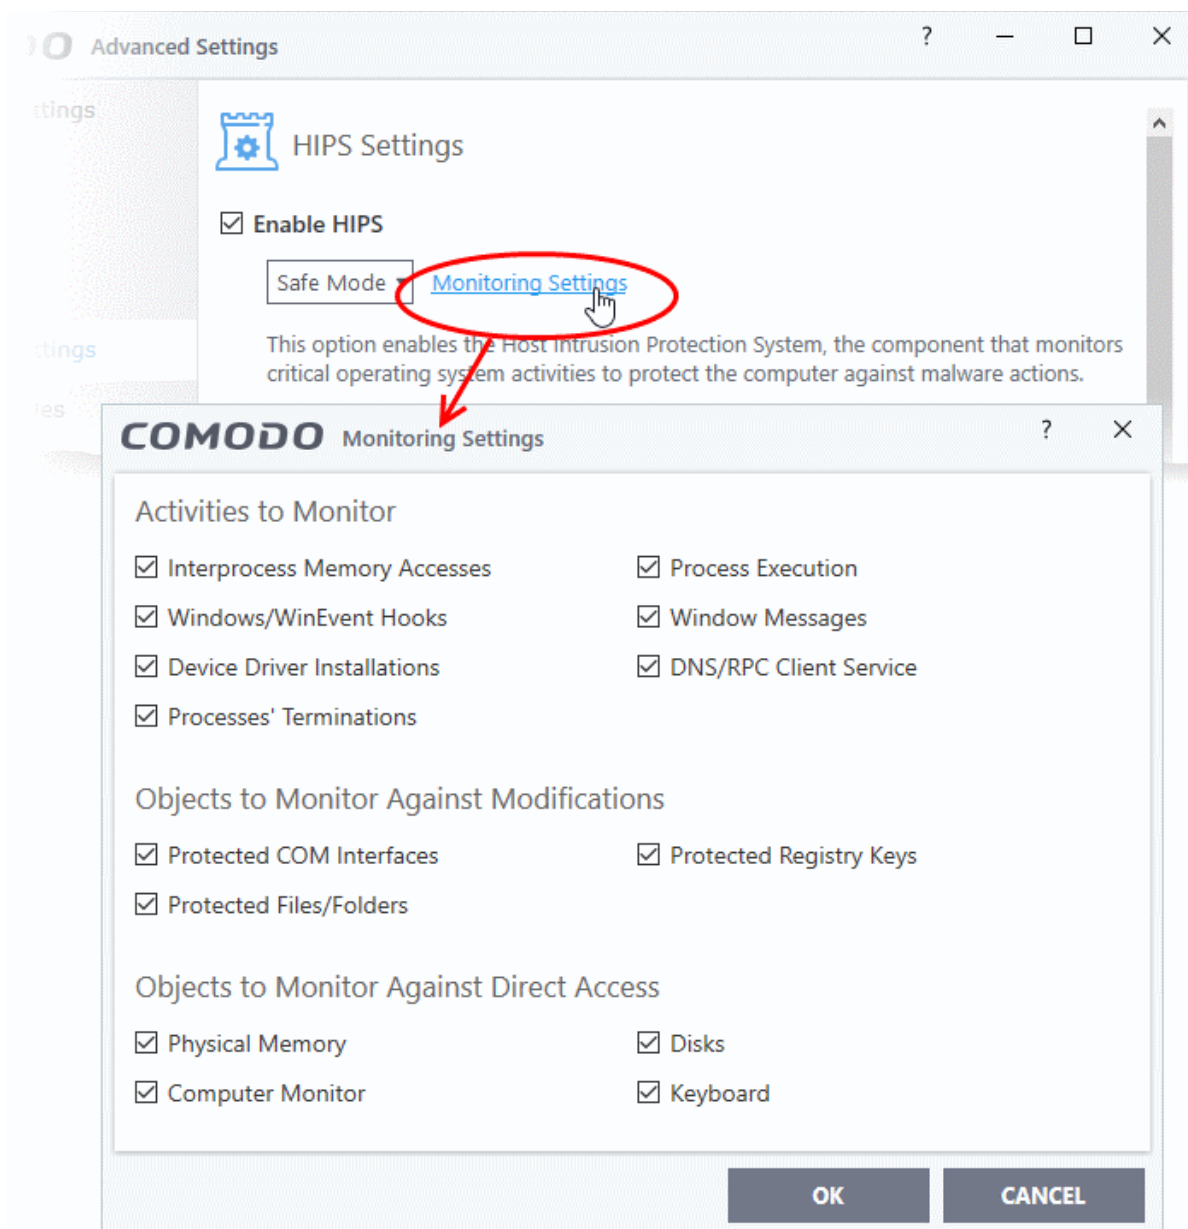 Advanced Settings ?
HIPS Settings
Enable HIPS
Safe Mode Monitoring Settings
This option enables the Host Intrusion Protection System, the component that monitors
critical operating system activities to protect the computer against malware actions.
COMODO Monitoring Settings ?
Activities to Monitor
Interprocess Memory Accesses Process Execution
Windows/WinEvent Hooks Window Messages
Device Driver Installations DNS/RPC Client Service
Processes' Terminations
Objects to Monitor Against Modifications
Protected COM Interfaces Protected Registry Keys
Protected Files/Folders
Objects to Monitor Against Direct Access
Physical Memory Disks
Computer Monitor Keyboard
OK CANCEL